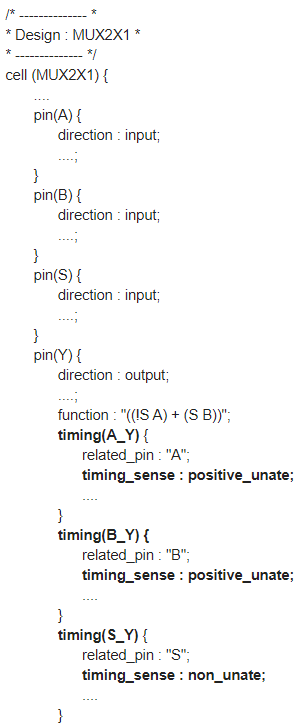 /* -------------- *
* Design : MUX2X1 *
* -------------- */
cell (MUX2X1) {
....
pin(A) {
direction : input;
....;
}
pin(B) {
direction : input;
....;
}
pin(S) {
direction : input;
....;
}
pin(Y) {
direction : output;
....;
function : "((!S A) + (S B))";
timing(A_Y) {
related_pin : "A";
timing_sense : positive_unate;
....
}
timing(B_Y) {
related_pin : "B";
timing_sense : positive_unate;
....
}
timing(S_Y) {
related_pin : "S";
timing_sense : non_unate;
....
}